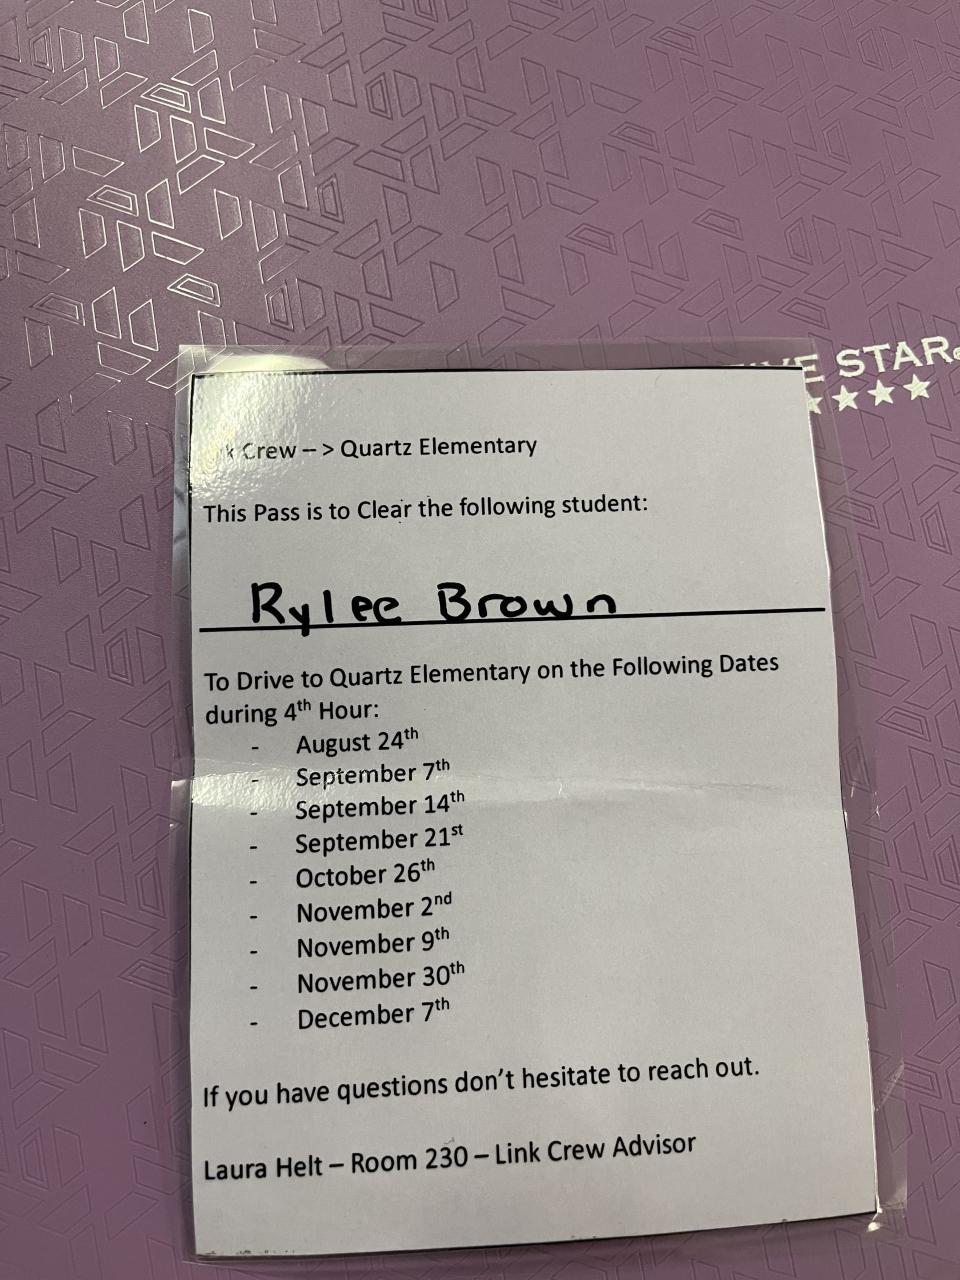 VE STAR®
k Crew – > Quartz Elementary
This Pass is to Clear the following student:
Rylee Brown
To Drive to Quartz Elementary on the Following Dates
during 4th Hour:
- August 24th
- September 7th
- September 14th
- September 21st
- October 26th
- November 2nd
- November 9th
- November 30th
- December 7th
If you have questions don't hesitate to reach out.
Laura Helt – Room 230 – Link Crew Advisor